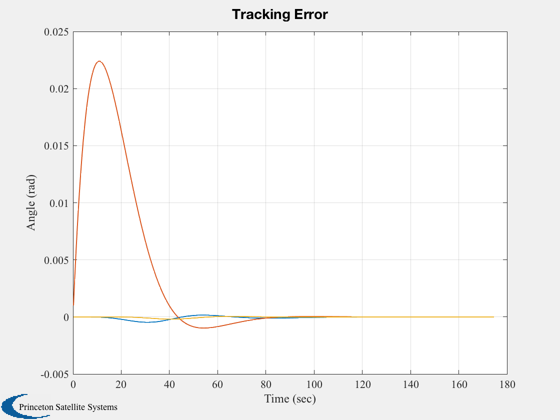 Tracking Error
0.025
0.02
0.015
0.01
0.005
0
-0.005
Angle (rad)
0 20 40 60 80 100 120 140 160 180
Time (sec)
Princeton Satellite Systems